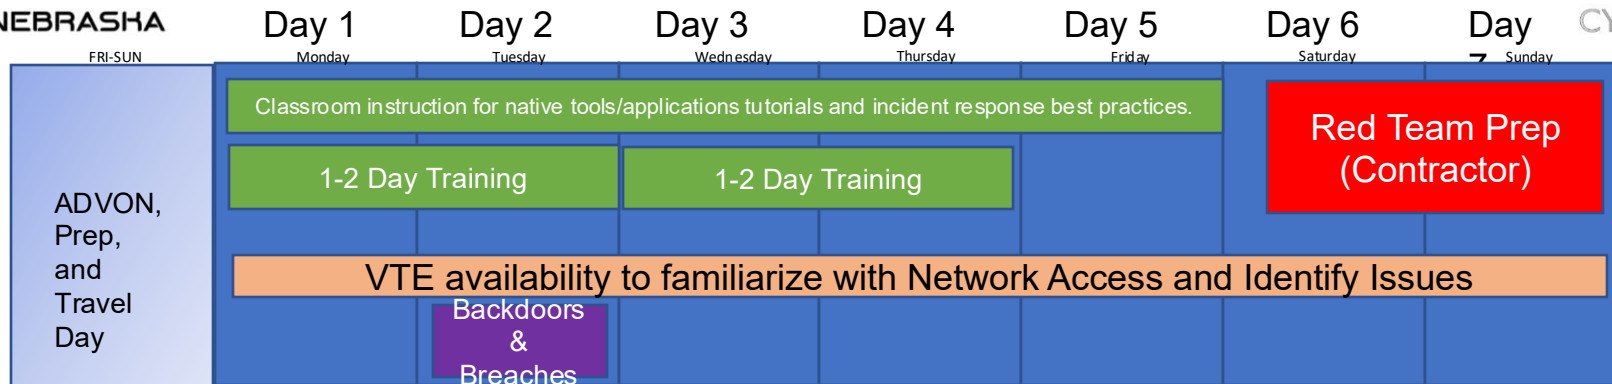 NEBRASKA
Day 1
Day 2
Day 3
Day 4
Day 5
Day 6
Day
CY
FRI-SUN
Monday
Tuesday
Wednesday
Thursday
Friday
Saturday
Sunday
Classroom instruction for native tools/applications tutorials and incident response best practices.
Red Team Prep
(Contractor)
1-2 Day Training
1-2 Day Training
ADVON,
Prep,
and
Travel
Day
VTE availability to familiarize with Network Access and Identify Issues
Backdoors
&
Breaches